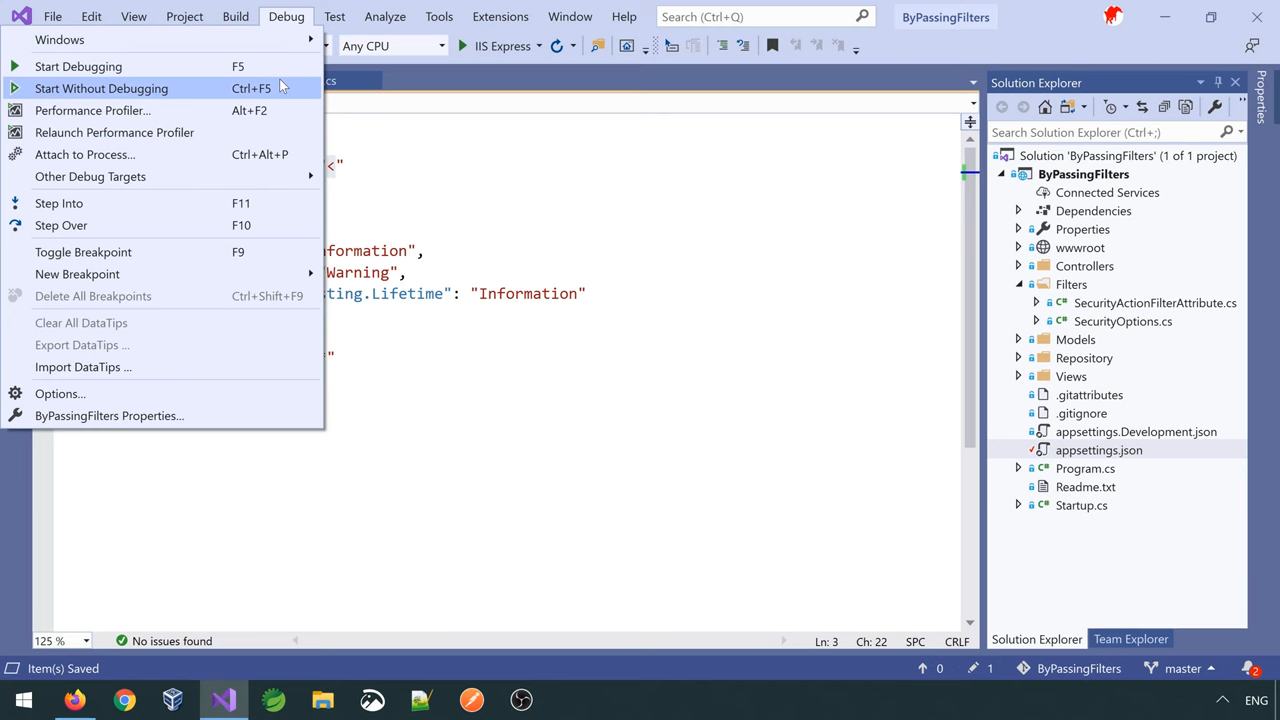 File Edit View Project Build Debug Test Analyze Tools Extensions Window Help Search (Ctrl+Q) ByPassingFilters
Windows
Any CPU IIS Express
Start Debugging F5
Start Without Debugging Ctrl+F5
Performance Profiler... Alt+F2
Relaunch Performance Profiler
Attach to Process... Ctrl+Alt+P
Other Debug Targets
Step Into F11
Step Over F10
Toggle Breakpoint F9
New Breakpoint
Delete All Breakpoints Ctrl+Shift+F9
Clear All DataTips
Export DataTips ...
Import DataTips ...
Options...
ByPassingFilters Properties...
cs
<"
nformation",
Warning",
sting.Lifetime": "Information"
"
125 % No issues found Ln: 3 Ch: 22 SPC CRLF
Solution Explorer
Search Solution Explorer (Ctrl+;)
Solution 'ByPassingFilters' (1 of 1 project)
ByPassingFilters
Connected Services
Dependencies
Properties
wwwroot
Controllers
Filters
SecurityActionFilterAttribute.cs
SecurityOptions.cs
Models
Repository
Views
.gitattributes
.gitignore
appsettings.Development.json
appsettings.json
Program.cs
Readme.txt
Startup.cs
Solution Explorer Team Explorer
Properties
Item(s) Saved 0 1 ByPassingFilters master 2
ENG